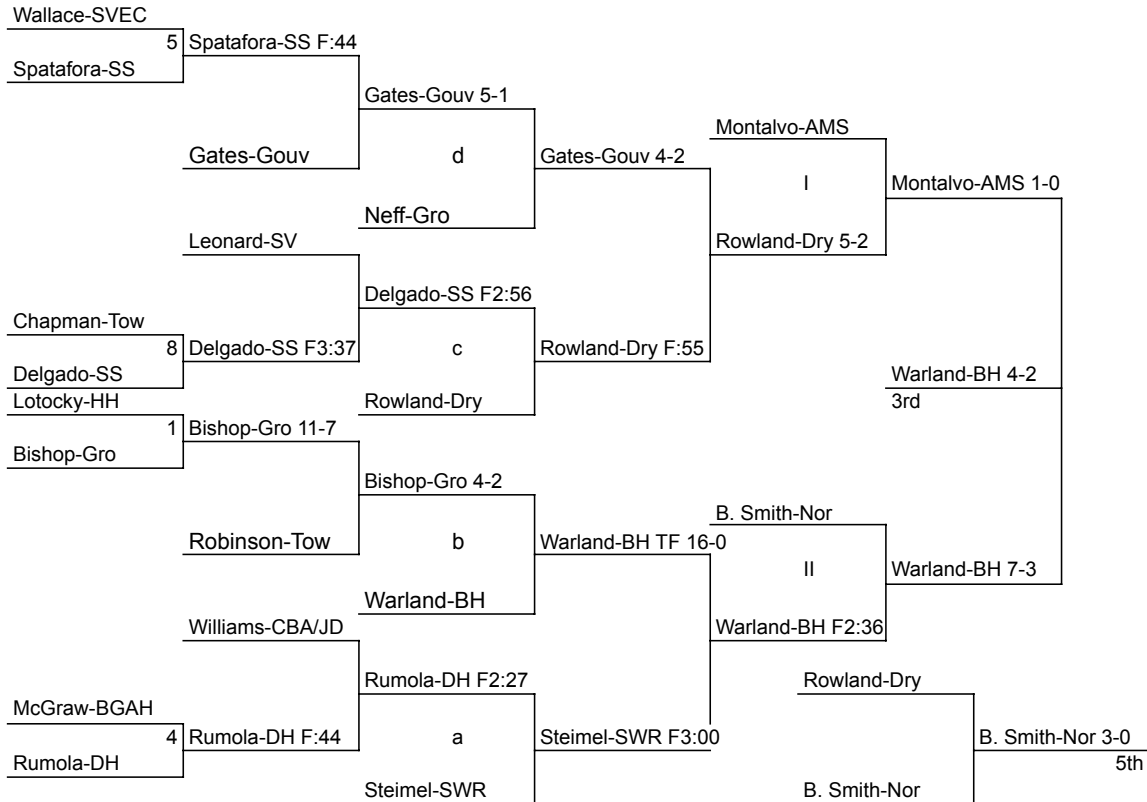 Wallace-SVEC
5 Spatafora-SS F:44
Spatafora-SS
Gates-Gouv 5-1
Montalvo-AMS
Gates-Gouv d Gates-Gouv 4-2
I Montalvo-AMS 1-0
Neff-Gro
Leonard-SV Rowland-Dry 5-2
Delgado-SS F2:56
Chapman-Tow
8 Delgado-SS F3:37 c Rowland-Dry F:55
Delgado-SS Warland-BH 4-2
Lotocky-HH Rowland-Dry 3rd
1 Bishop-Gro 11-7
Bishop-Gro
Bishop-Gro 4-2
B. Smith-Nor
Robinson-Tow b Warland-BH TF 16-0
II Warland-BH 7-3
Warland-BH
Williams-CBA/JD Warland-BH F2:36
Rumola-DH F2:27 Rowland-Dry
McGraw-BGAH
4 Rumola-DH F:44 a Steimel-SWR F3:00 B. Smith-Nor 3-0
Rumola-DH 5th
Steimel-SWR B. Smith-Nor